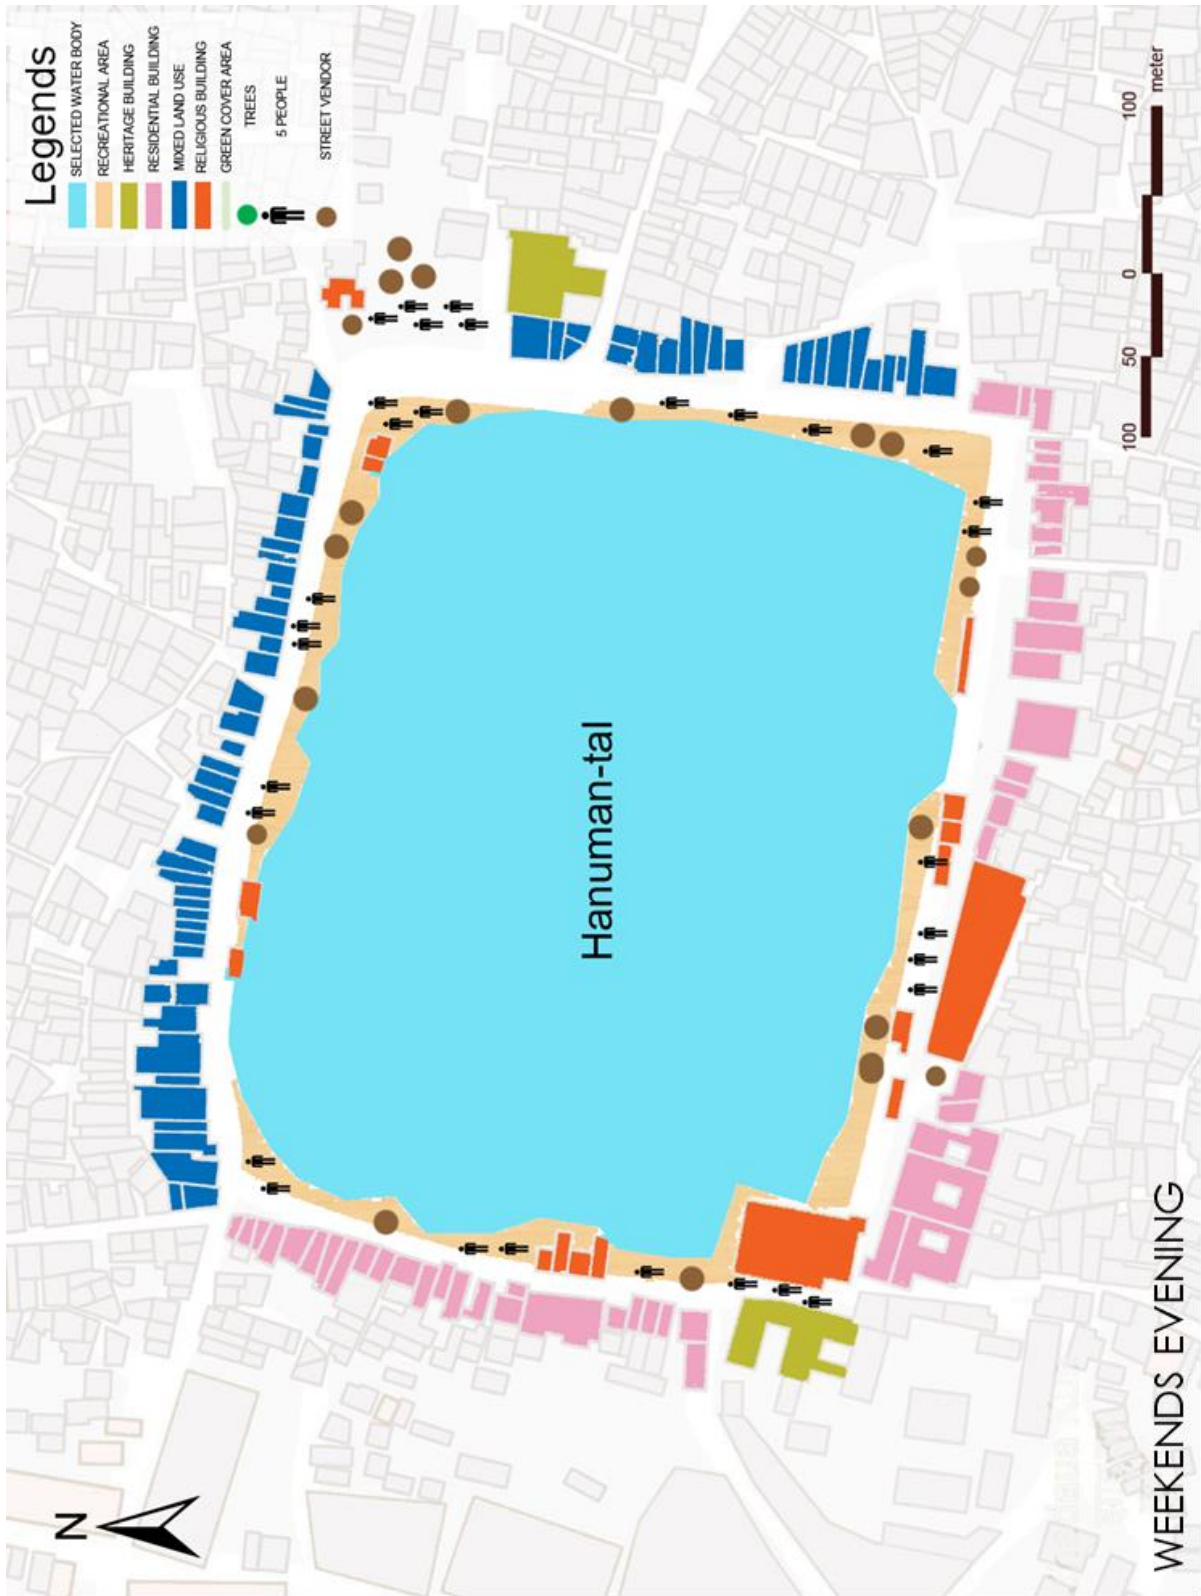 Legends
SELECTED WATER BODY
RECREATIONAL AREA
HERITAGE BUILDING
RESIDENTIAL BUILDING
MIXED LAND USE
RELIGIOUS BUILDING
GREEN COVER AREA
TREES
5 PEOPLE
STREET VENDOR
Hanuman-tal
N
WEEKENDS EVENING
100 50 0 100
meter